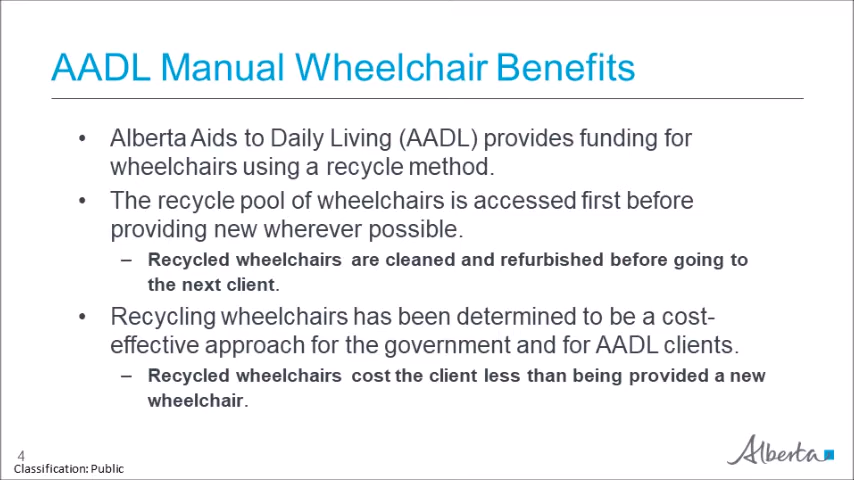 AADL Manual Wheelchair Benefits
• Alberta Aids to Daily Living (AADL) provides funding for
wheelchairs using a recycle method.
• The recycle pool of wheelchairs is accessed first before
providing new wherever possible.
– Recycled wheelchairs are cleaned and refurbished before going to
the next client.
• Recycling wheelchairs has been determined to be a cost-
effective approach for the government and for AADL clients.
– Recycled wheelchairs cost the client less than being provided a new
wheelchair.
4
Classification: Public
Alberta